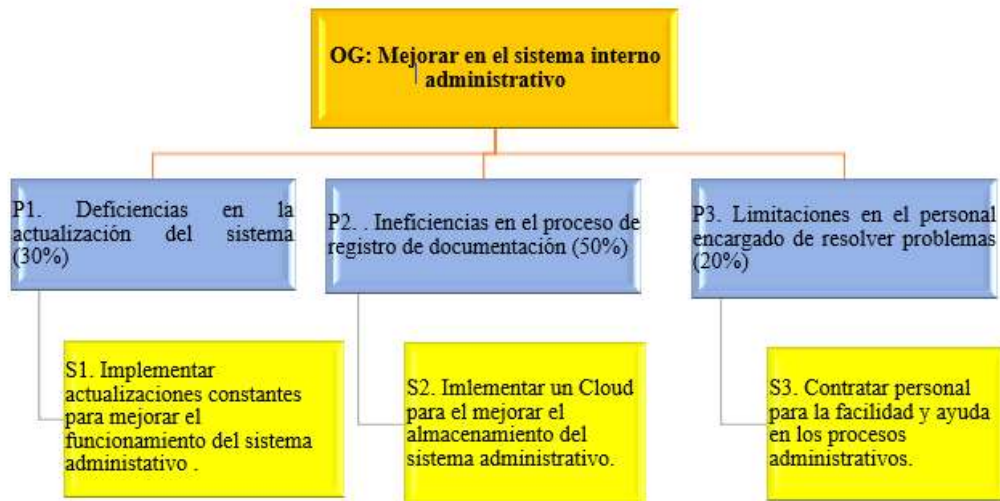 OG: Mejorar en el sistema interno
administrativo
P1. Deficiencias en la
actualización del sistema
(30%)
P2. . Ineficiencias en el proceso de
registro de documentación (50%)
P3. Limitaciones en el personal
encargado de resolver problemas
(20%)
S1. Implementar
actualizaciones constantes
para mejorar el
funcionamiento del sistema
administativo .
S2. Imlementar un Cloud
para el mejorar el
almacenamiento del
sistema administrativo.
S3. Contratar personal
para la facilidad y ayuda
en los procesos
administrativos.